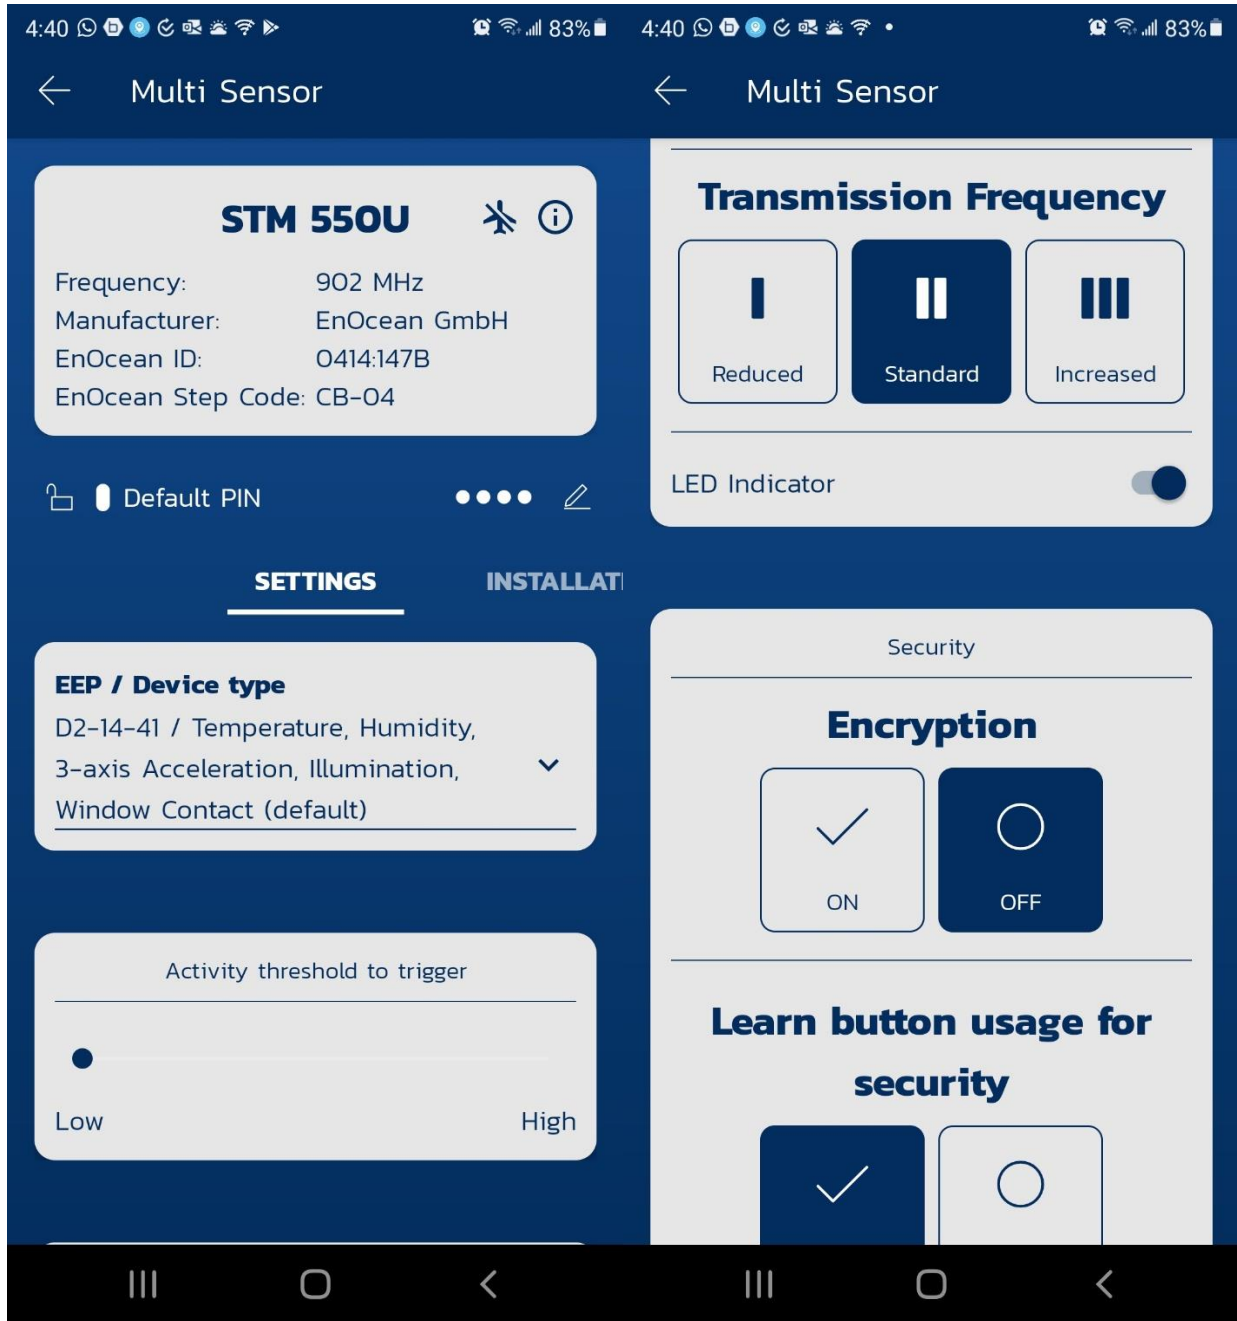 4:40
83%
Multi Sensor
STM 550U
Frequency: 902 MHz
Manufacturer: EnOcean GmbH
EnOcean ID: 0414:147B
EnOcean Step Code: CB-04
Default PIN
SETTINGS INSTALLATI
EEP / Device type
D2-14-41 / Temperature, Humidity,
3-axis Acceleration, Illumination,
Window Contact (default)
Activity threshold to trigger
Low High
4:40
83%
Multi Sensor
Transmission Frequency
Reduced Standard Increased
LED Indicator
Security
Encryption
ON OFF
Learn button usage for
security